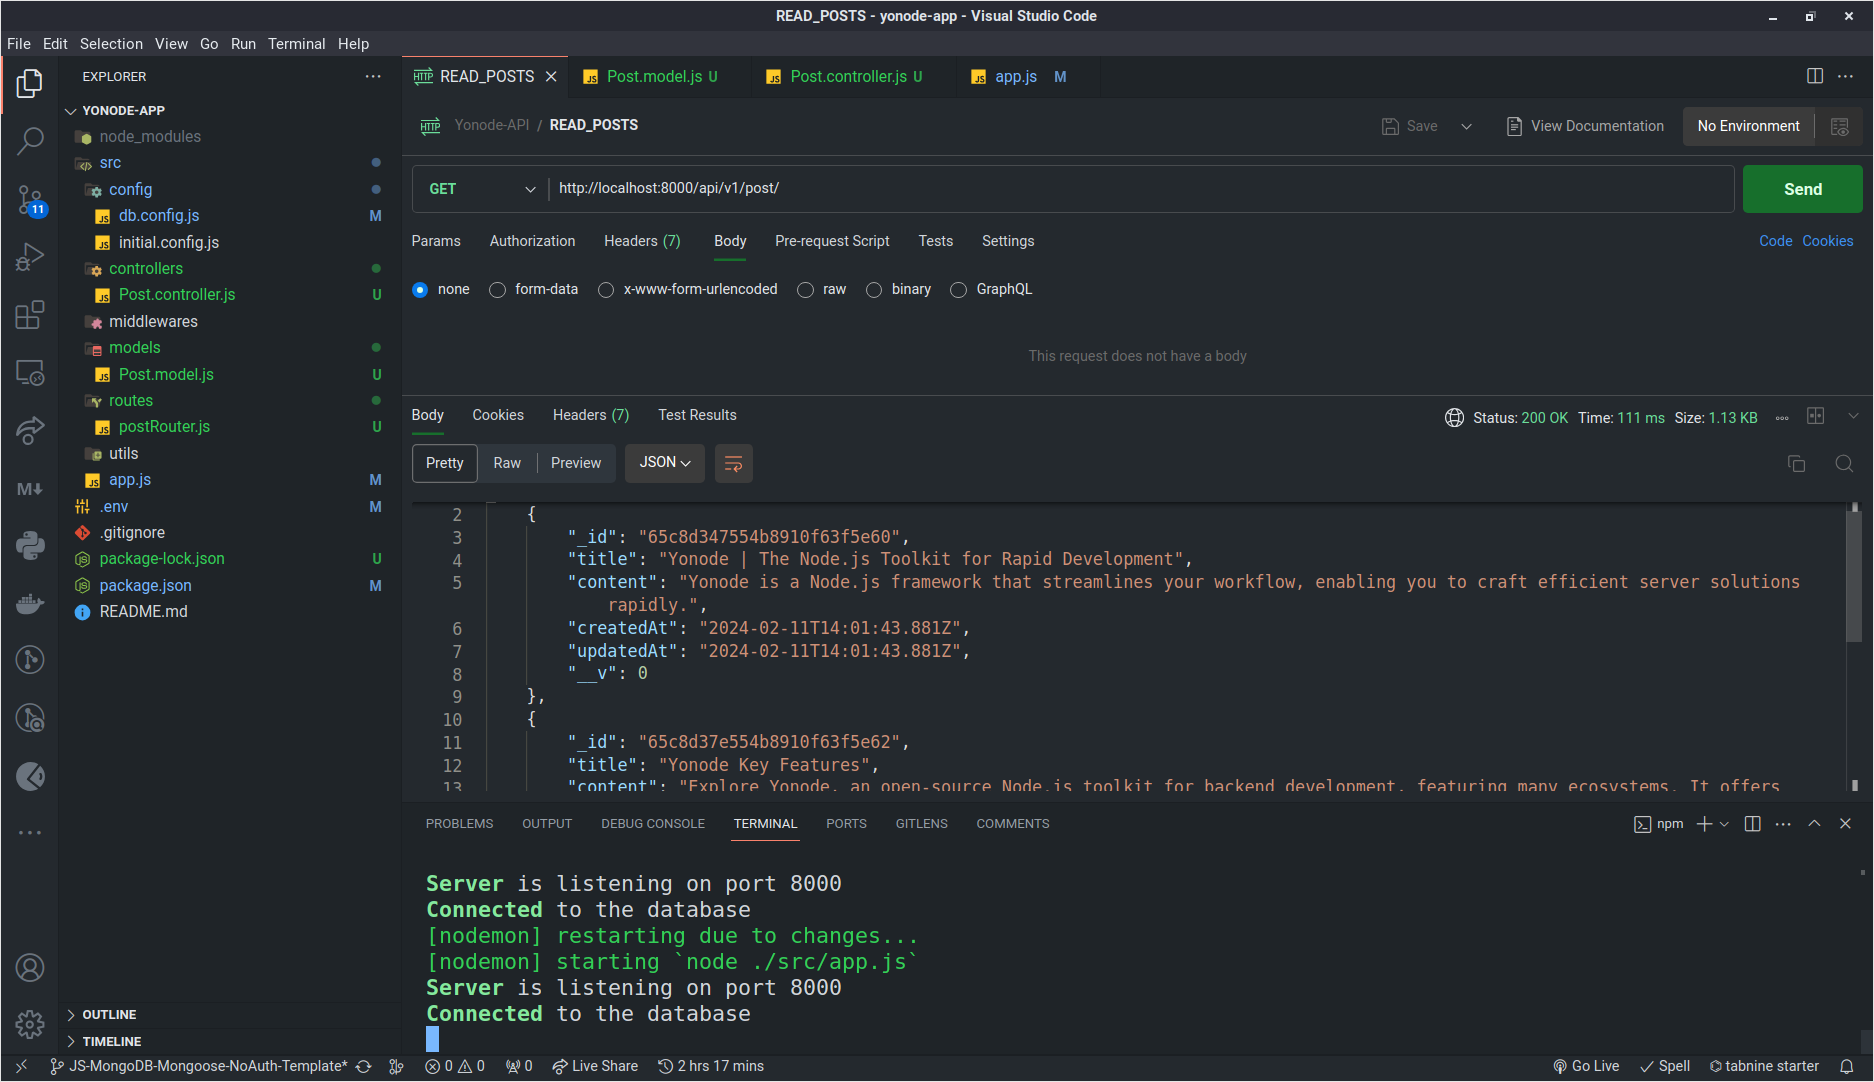 READ_POSTS - yonode-app - Visual Studio Code
File Edit Selection View Go Run Terminal Help
EXPLORER
YONODE-APP
node_modules
src
config
db.config.js M
initial.config.js
controllers
Post.controller.js U
middlewares
models
Post.model.js U
routes
postRouter.js U
utils
app.js M
.env M
.gitignore
package-lock.json U
package.json M
README.md
OUTLINE
TIMELINE
11
HTTP READ_POSTS
JS Post.model.js U
JS Post.controller.js U
JS app.js M
HTTP Yonode-API / READ_POSTS
Save
View Documentation
No Environment
GET http://localhost:8000/api/v1/post/
Send
Params Authorization Headers (7) Body Pre-request Script Tests Settings
Code Cookies
none form-data x-www-form-urlencoded raw binary GraphQL
This request does not have a body
Body Cookies Headers (7) Test Results
Status: 200 OK Time: 111 ms Size: 1.13 KB
Pretty Raw Preview JSON
2 {
3 "_id": "65c8d347554b8910f63f5e60",
4 "title": "Yonode | The Node.js Toolkit for Rapid Development",
5 "content": "Yonode is a Node.js framework that streamlines your workflow, enabling you to craft efficient server solutions
rapidly.",
6 "createdAt": "2024-02-11T14:01:43.881Z",
7 "updatedAt": "2024-02-11T14:01:43.881Z",
8 "__v": 0
9 },
10 {
11 "_id": "65c8d37e554b8910f63f5e62",
12 "title": "Yonode Key Features",
13 "content": "Explore Yonode, an open-source Node.js toolkit for backend development, featuring many ecosystems. It offers
PROBLEMS OUTPUT DEBUG CONSOLE TERMINAL PORTS GITLENS COMMENTS
npm
Server is listening on port 8000
Connected to the database
[nodemon] restarting due to changes...
[nodemon] starting `node ./src/app.js`
Server is listening on port 8000
Connected to the database
JS-MongoDB-Mongoose-NoAuth-Template* 0 0 0 Live Share 2 hrs 17 mins
Go Live Spell tabnine starter